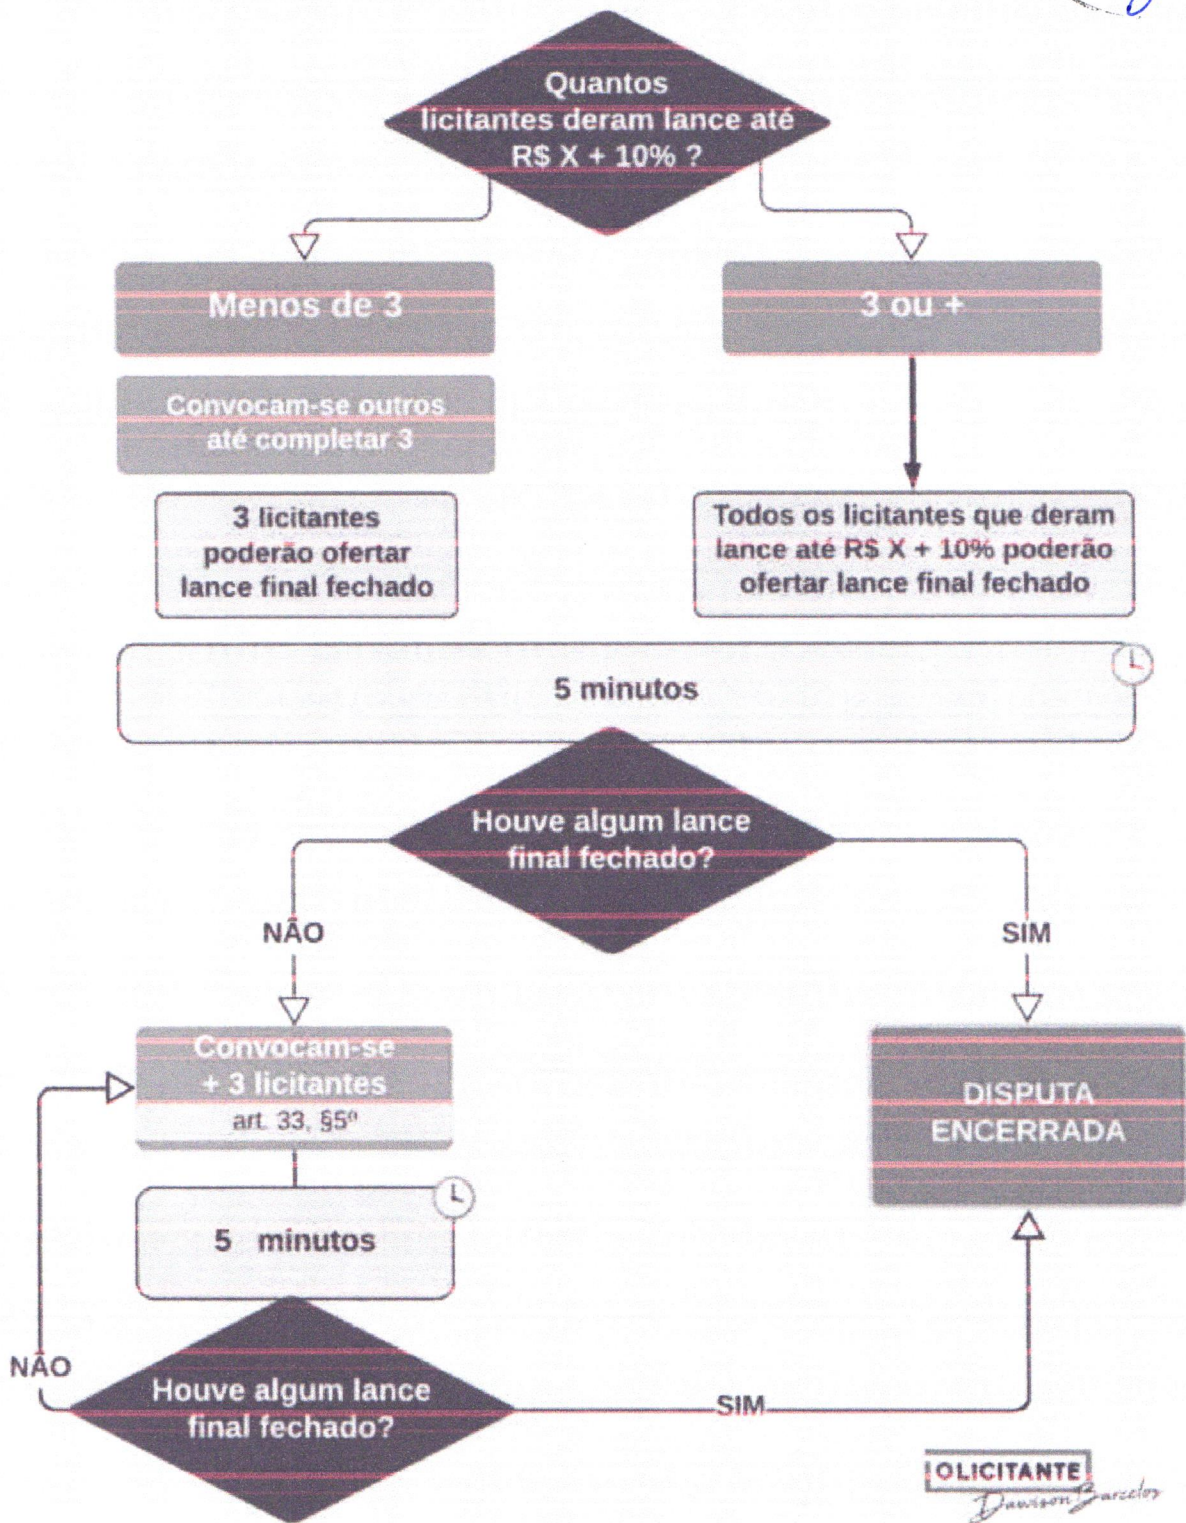 Quantos
licitantes deram lance até
R$ X + 10% ?
Menos de 3
3 ou +
Convocam-se outros
até completar 3
3 licitantes
poderão ofertar
lance final fechado
Todos os licitantes que deram
lance até R$ X + 10% poderão
ofertar lance final fechado
5 minutos
Houve algum lance
final fechado?
NÃO
SIM
Convocam-se
+ 3 licitantes
art. 33, §5º
DISPUTA
ENCERRADA
5 minutos
NÃO
Houve algum lance
final fechado?
SIM
OLICITANTE
Dawison Barcelos